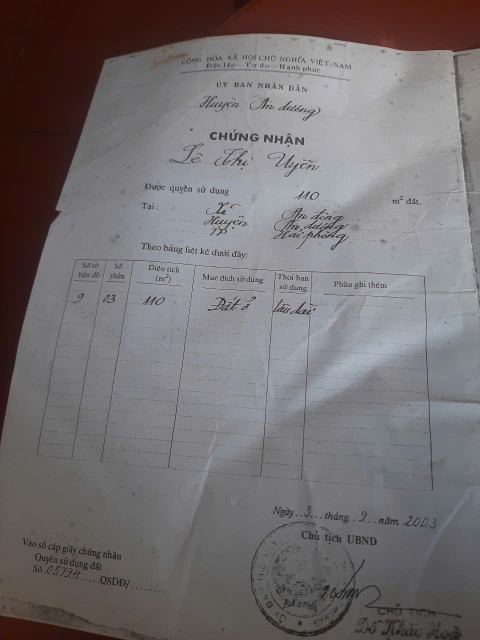 CỘNG HÒA XÃ HỘI CHỦ NGHĨA VIỆT-NAM
Độc lập - Tự do - Hạnh phúc
ỦY BAN NHÂN DÂN
Huyện An dương
CHỨNG NHẬN
Lê Thị Uyển
Được quyền sử dụng 110 m² đất.
Tại : Xã An đồng
Huyện An dương
TP Hải phòng
Theo bảng liệt kê dưới đây:
Số tờ bản đồ Số thửa Diện tích (m²) Mục đích sử dụng Thời hạn sử dụng Phần ghi thêm
9 03 110 Đất ở lâu dài
Ngày 3 tháng 9 năm 2003
Chủ tịch UBND
Vào sổ cấp giấy chứng nhân
Quyền sử dụng đất
Số QSDĐ/
CHỦ TỊCH
Đỗ Khắc